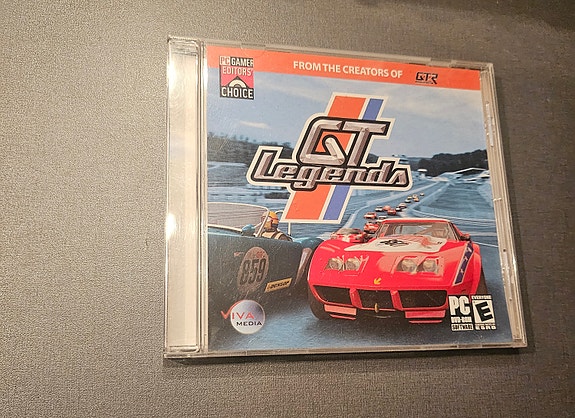 PC GAMER
EDITORS'
CHOICE
FROM THE CREATORS OF GTR
GT
Legends
859
DUNLOP
VIVA
MEDIA
PC
DVD-ROM
SOFTWARE
EVERYONE
E
ESRB